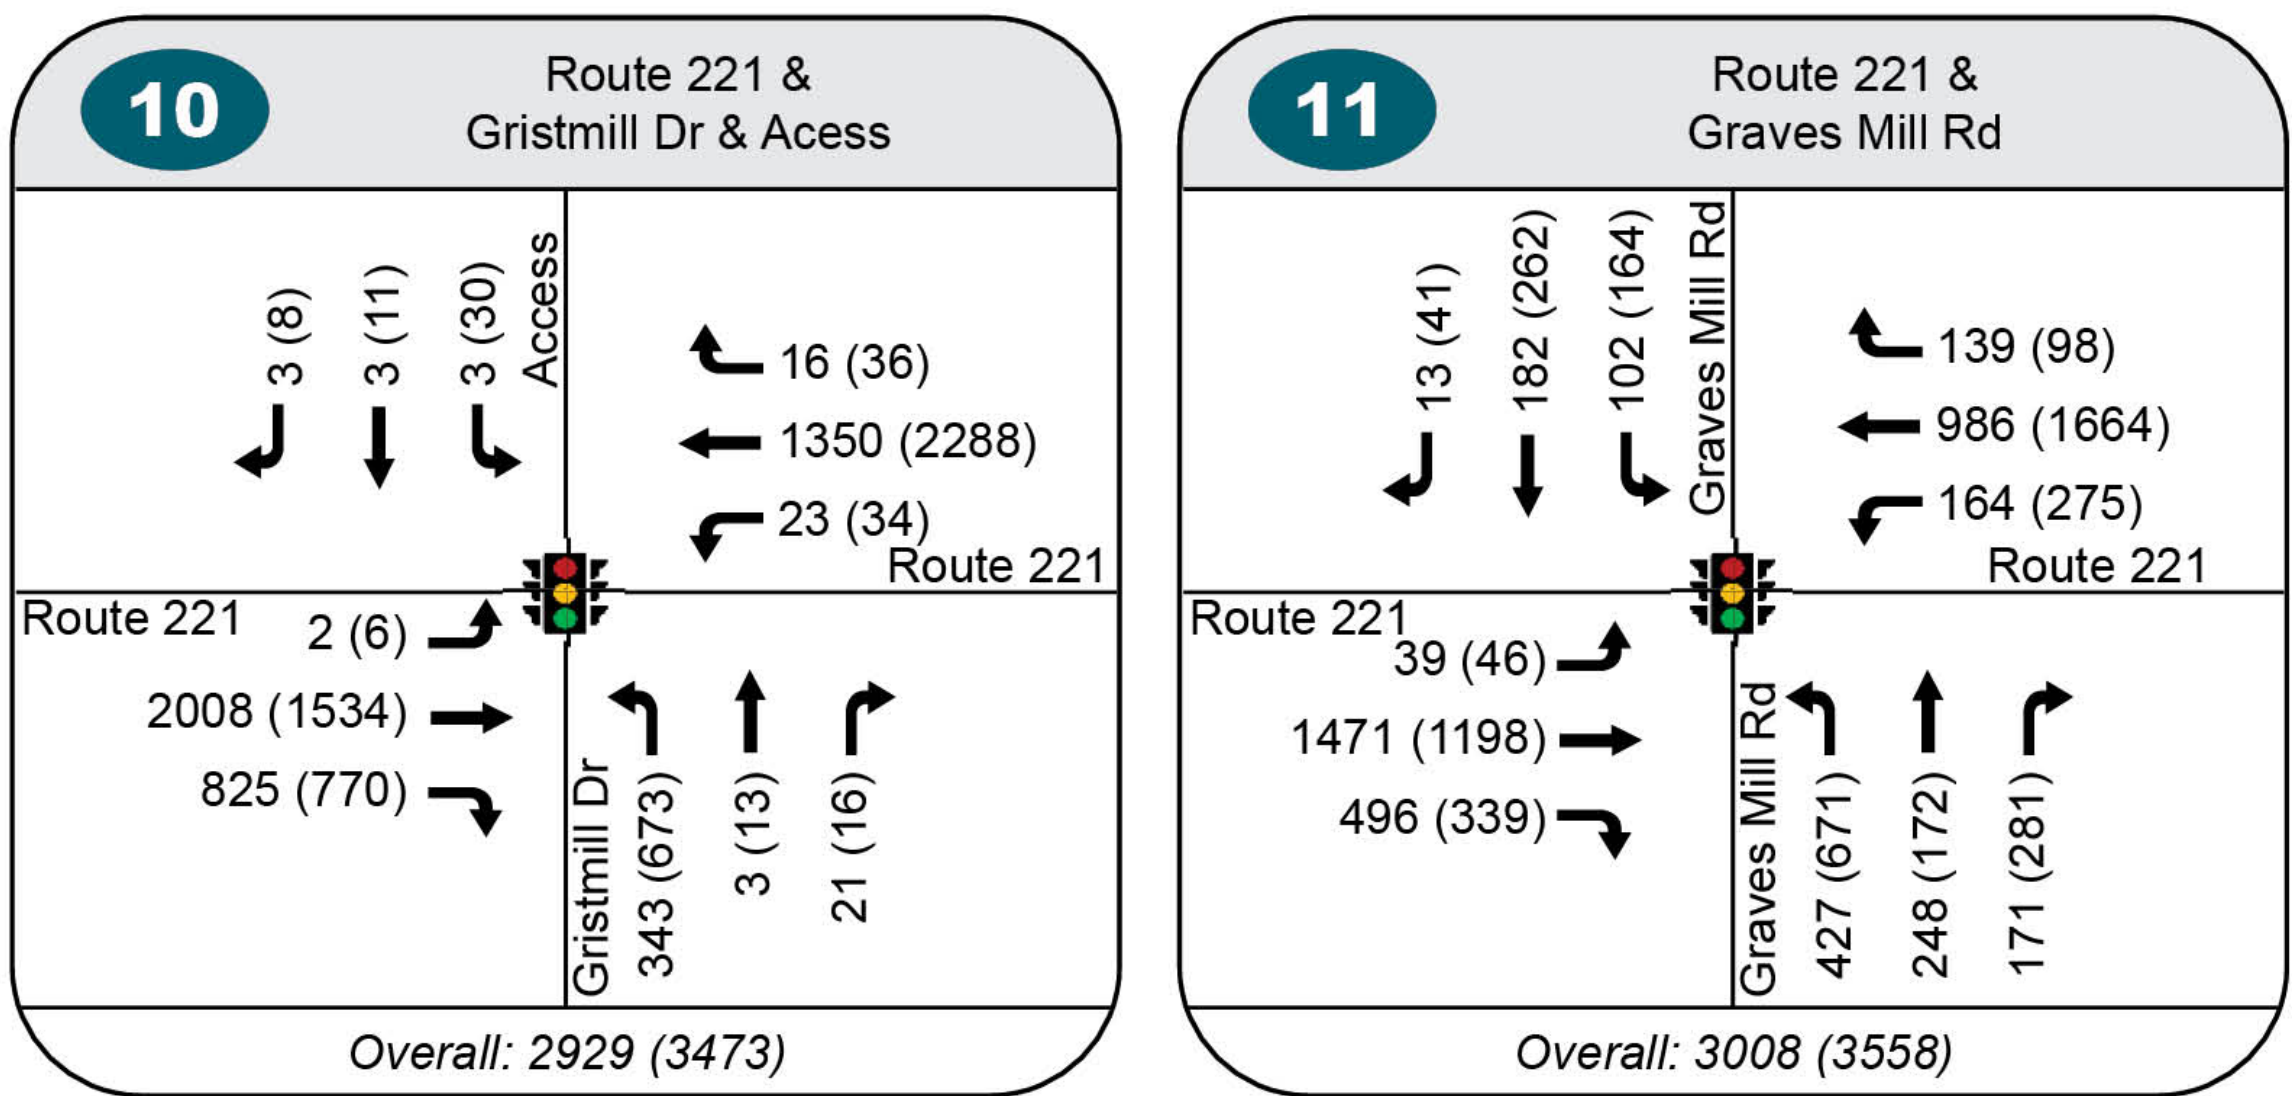 10
Route 221 &
Gristmill Dr & Acess
3 (8)
3 (11)
3 (30)
Access
16 (36)
1350 (2288)
23 (34)
Route 221
Route 221
2 (6)
2008 (1534)
825 (770)
Gristmill Dr
343 (673)
3 (13)
21 (16)
Overall: 2929 (3473)
11
Route 221 &
Graves Mill Rd
13 (41)
182 (262)
102 (164)
Graves Mill Rd
139 (98)
986 (1664)
164 (275)
Route 221
Route 221
39 (46)
1471 (1198)
496 (339)
Graves Mill Rd
427 (671)
248 (172)
171 (281)
Overall: 3008 (3558)